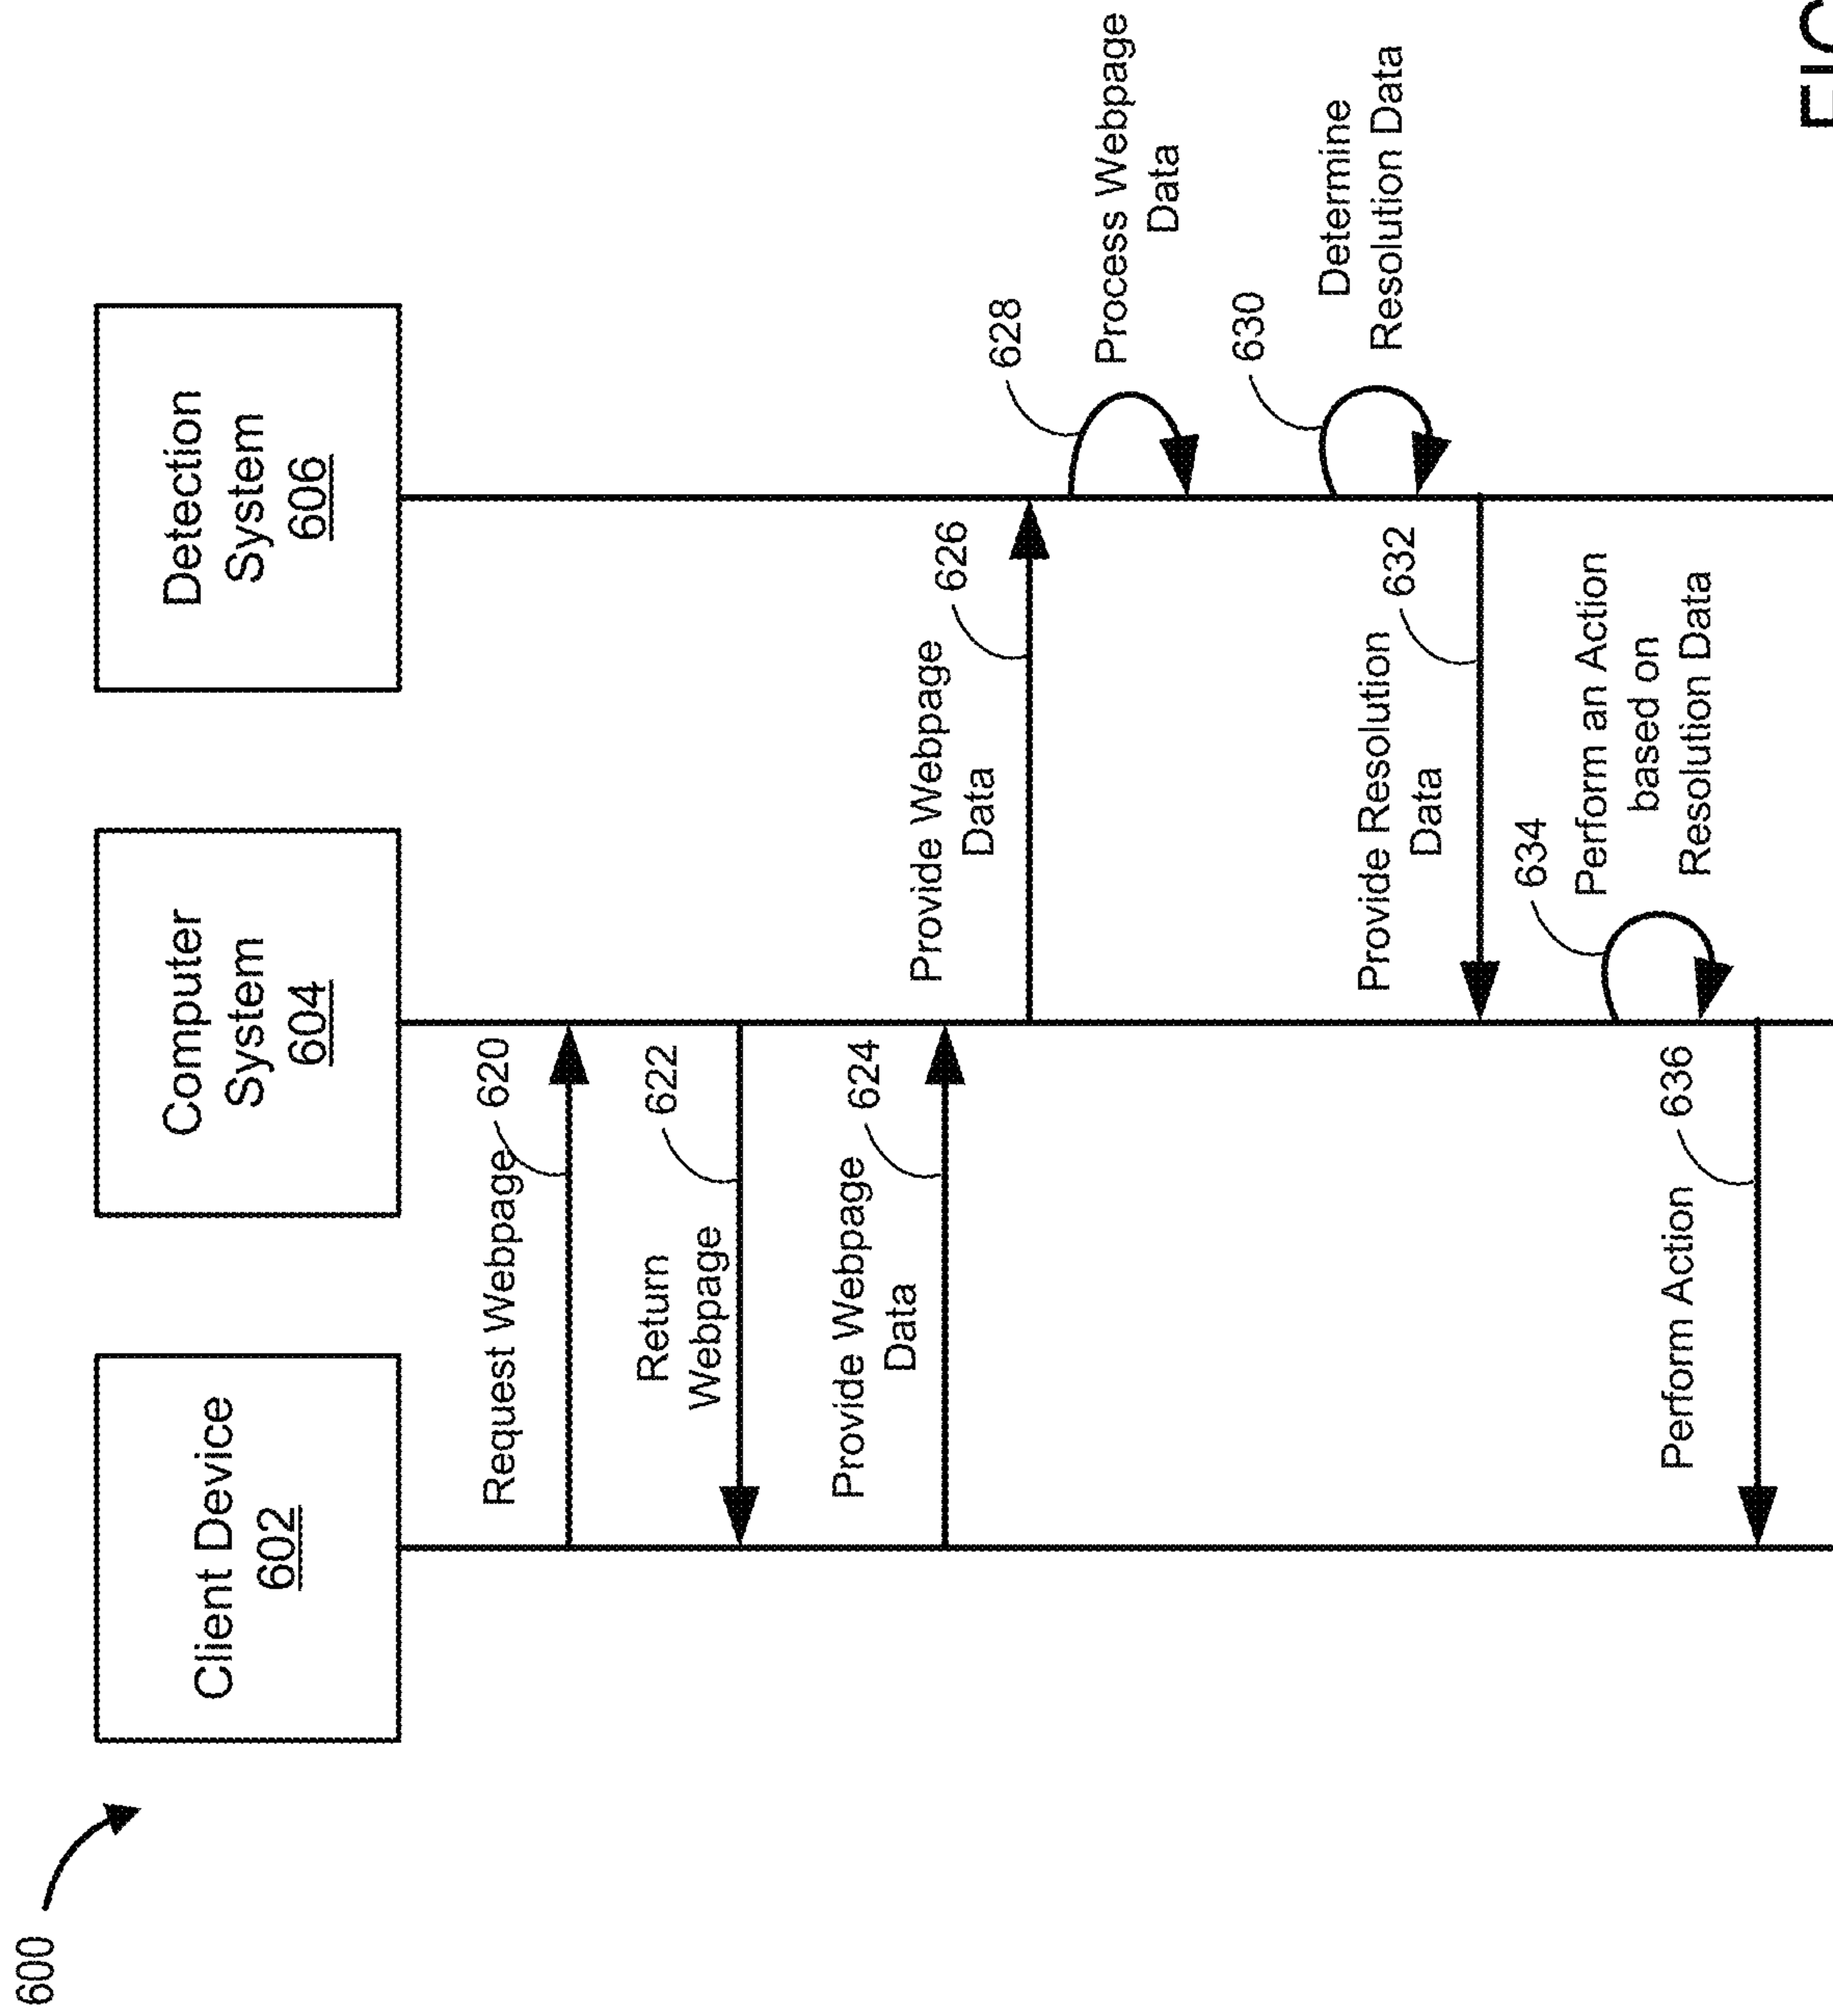 600
Client Device
602
Computer
System
604
Detection
System
606
Request Webpage
620
Return
Webpage
622
Provide Webpage
Data
624
Provide Webpage
Data
626
628
Process Webpage
Data
630
Determine
Resolution Data
Provide Resolution
Data
632
634
Perform an Action
based on
Resolution Data
Perform Action
636